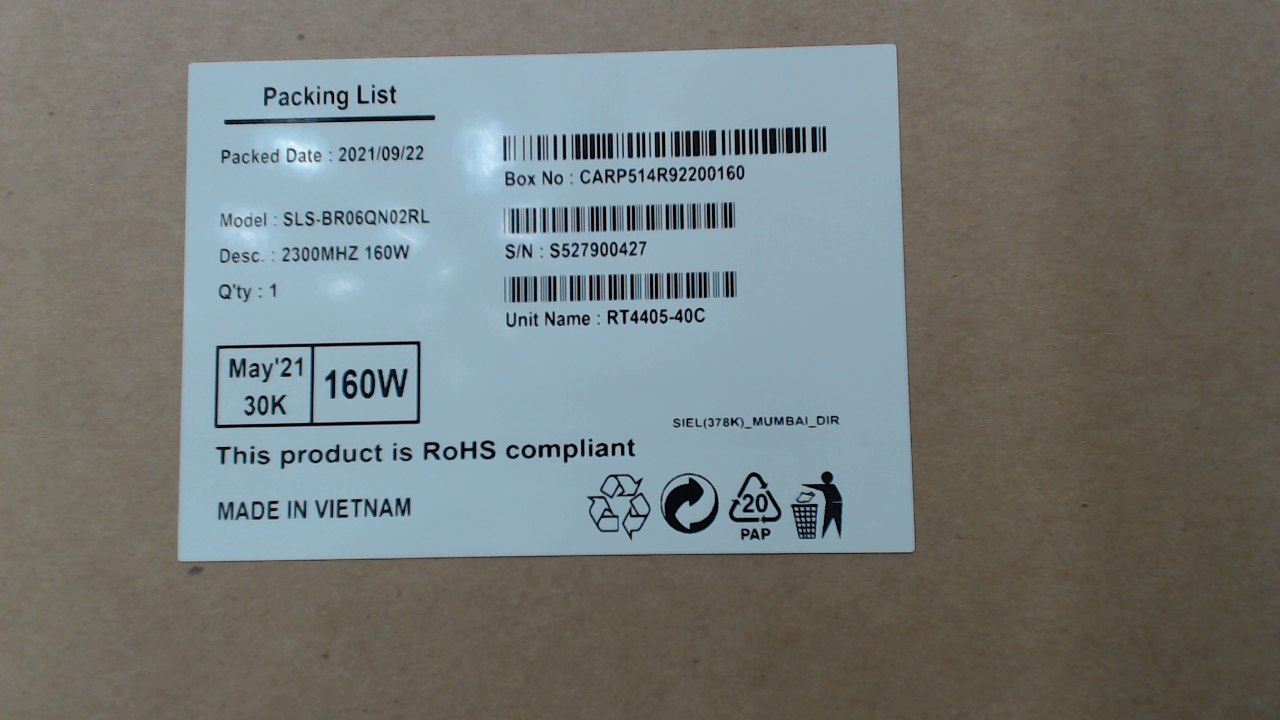 Packing List
Packed Date : 2021/09/22
Box No : CARP514R92200160
Model : SLS-BR06QN02RL
S/N : S527900427
Desc. : 2300MHZ 160W
Q'ty : 1
Unit Name : RT4405-40C
May'21
30K
160W
SIEL(378K)_MUMBAI_DIR
This product is RoHS compliant
MADE IN VIETNAM
20
PAP